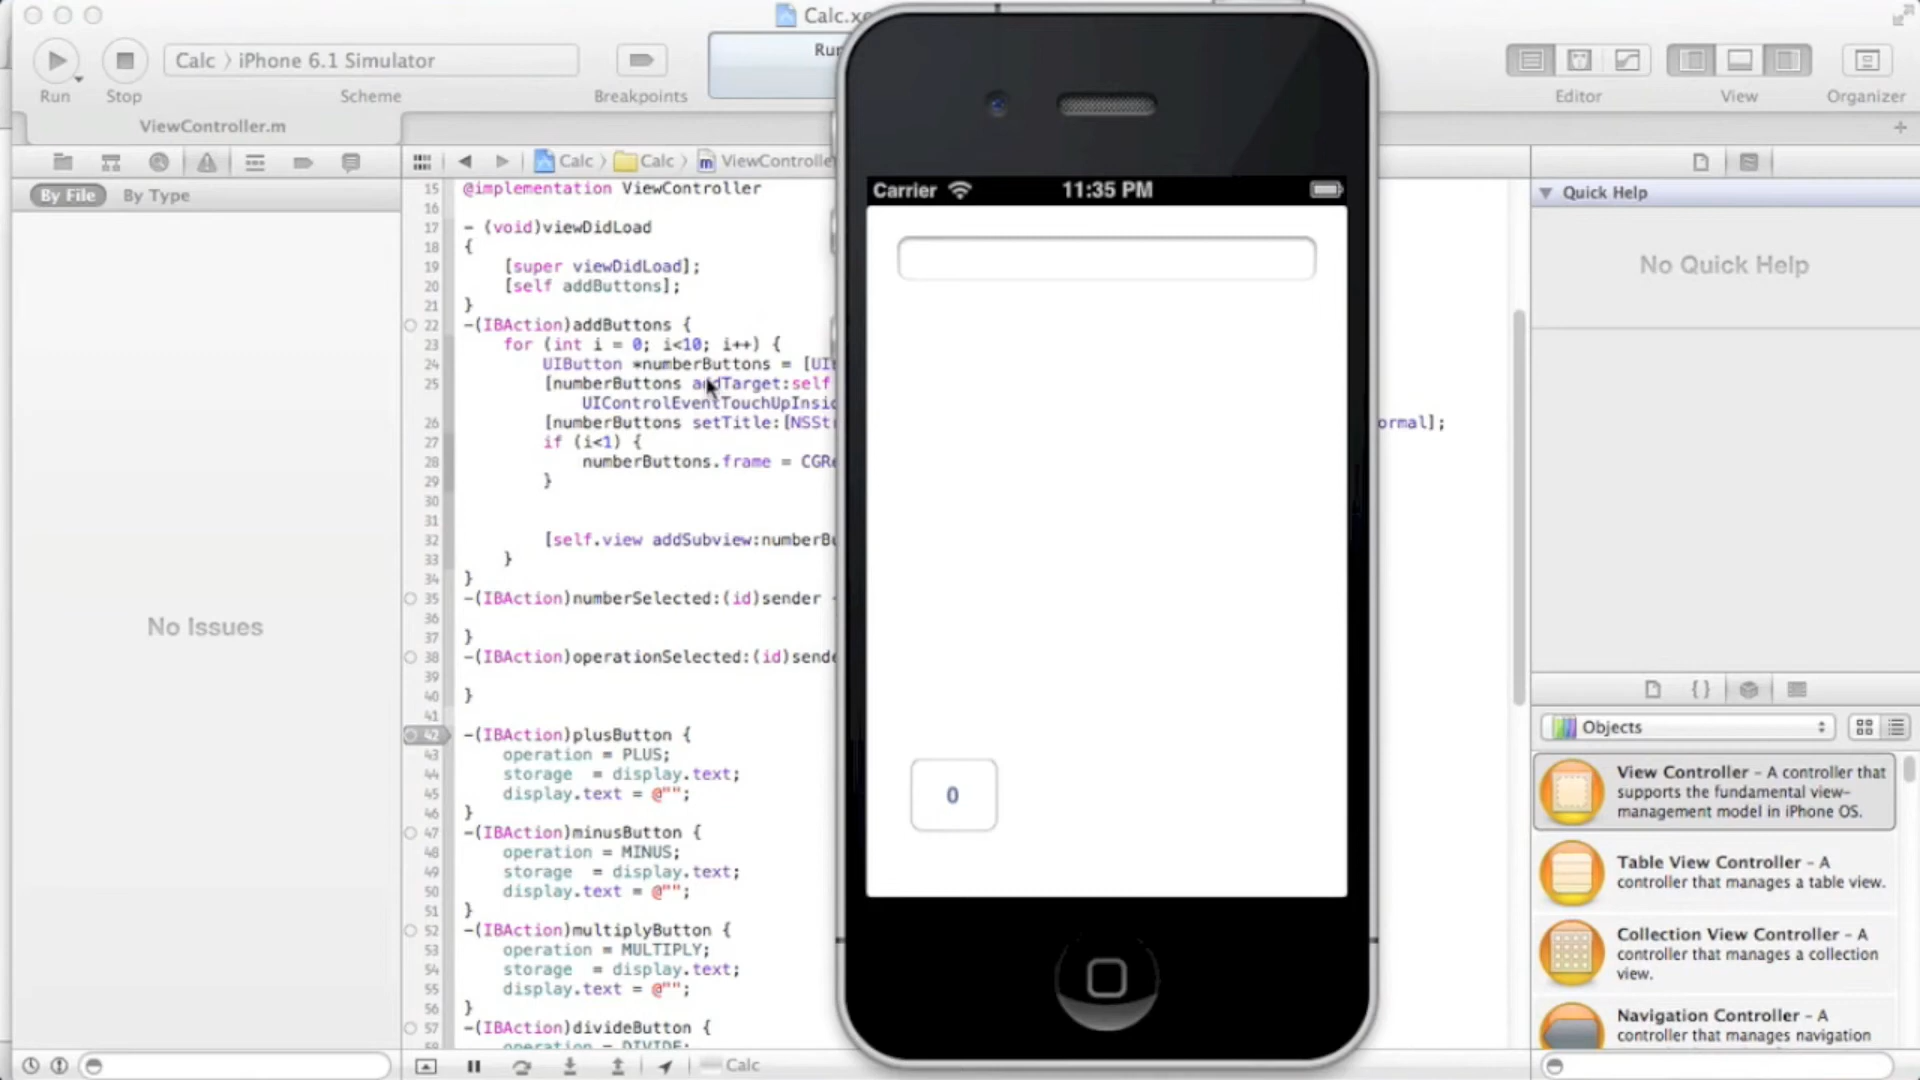 Calc.xc
Calc 〉 iPhone 6.1 Simulator
Run
Run
Stop
Scheme
Breakpoints
Editor
View
Organizer
ViewController.m
Calc 〉 Calc 〉 ViewControlle
By File
By Type
No Issues
15 @implementation ViewController
16
17 - (void)viewDidLoad
18 {
19 [super viewDidLoad];
20 [self addButtons];
21 }
22 -(IBAction)addButtons {
23 for (int i = 0; i<10; i++) {
24 UIButton *numberButtons = [UI
25 [numberButtons addTarget:self
UIControlEventTouchUpInsid
26 [numberButtons setTitle:[NSStr
ormal];
27 if (i<1) {
28 numberButtons.frame = CGRe
29 }
30
31
32 [self.view addSubview:numberBu
33 }
34 }
35 -(IBAction)numberSelected:(id)sender
36
37 }
38 -(IBAction)operationSelected:(id)sende
39
40 }
41
42 -(IBAction)plusButton {
43 operation = PLUS;
44 storage  = display.text;
45 display.text = @"";
46 }
47 -(IBAction)minusButton {
48 operation = MINUS;
49 storage  = display.text;
50 display.text = @"";
51 }
52 -(IBAction)multiplyButton {
53 operation = MULTIPLY;
54 storage  = display.text;
55 display.text = @"";
56 }
57 -(IBAction)divideButton {
operation = DIVIDE;
Calc
Carrier
11:35 PM
0
Quick Help
No Quick Help
{ }
Objects
View Controller – A controller that
supports the fundamental view-
management model in iPhone OS.
Table View Controller – A
controller that manages a table view.
Collection View Controller – A
controller that manages a collection
view.
Navigation Controller – A
controller that manages navigation